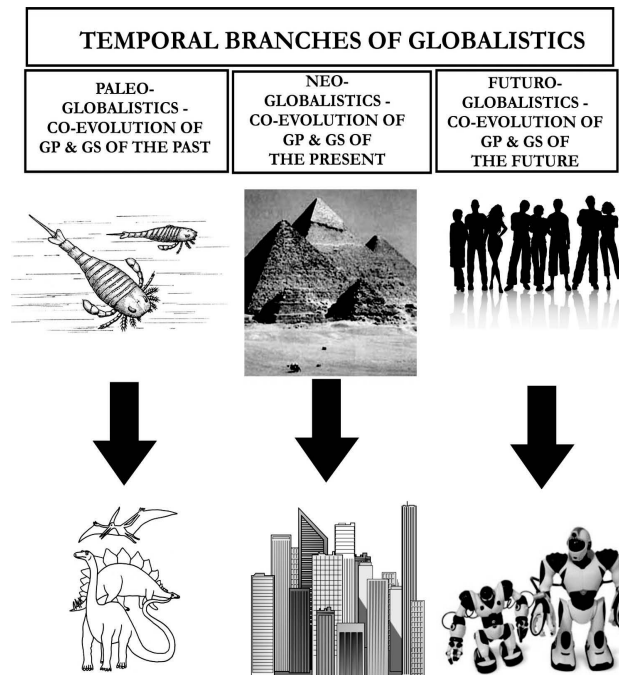 TEMPORAL BRANCHES OF GLOBALISTICS
PALEO-
GLOBALISTICS -
CO-EVOLUTION OF
GP & GS OF THE PAST
NEO-
GLOBALISTICS -
CO-EVOLUTION OF
GP & GS OF
THE PRESENT
FUTURO-
GLOBALISTICS -
CO-EVOLUTION OF
GP & GS OF
THE FUTURE